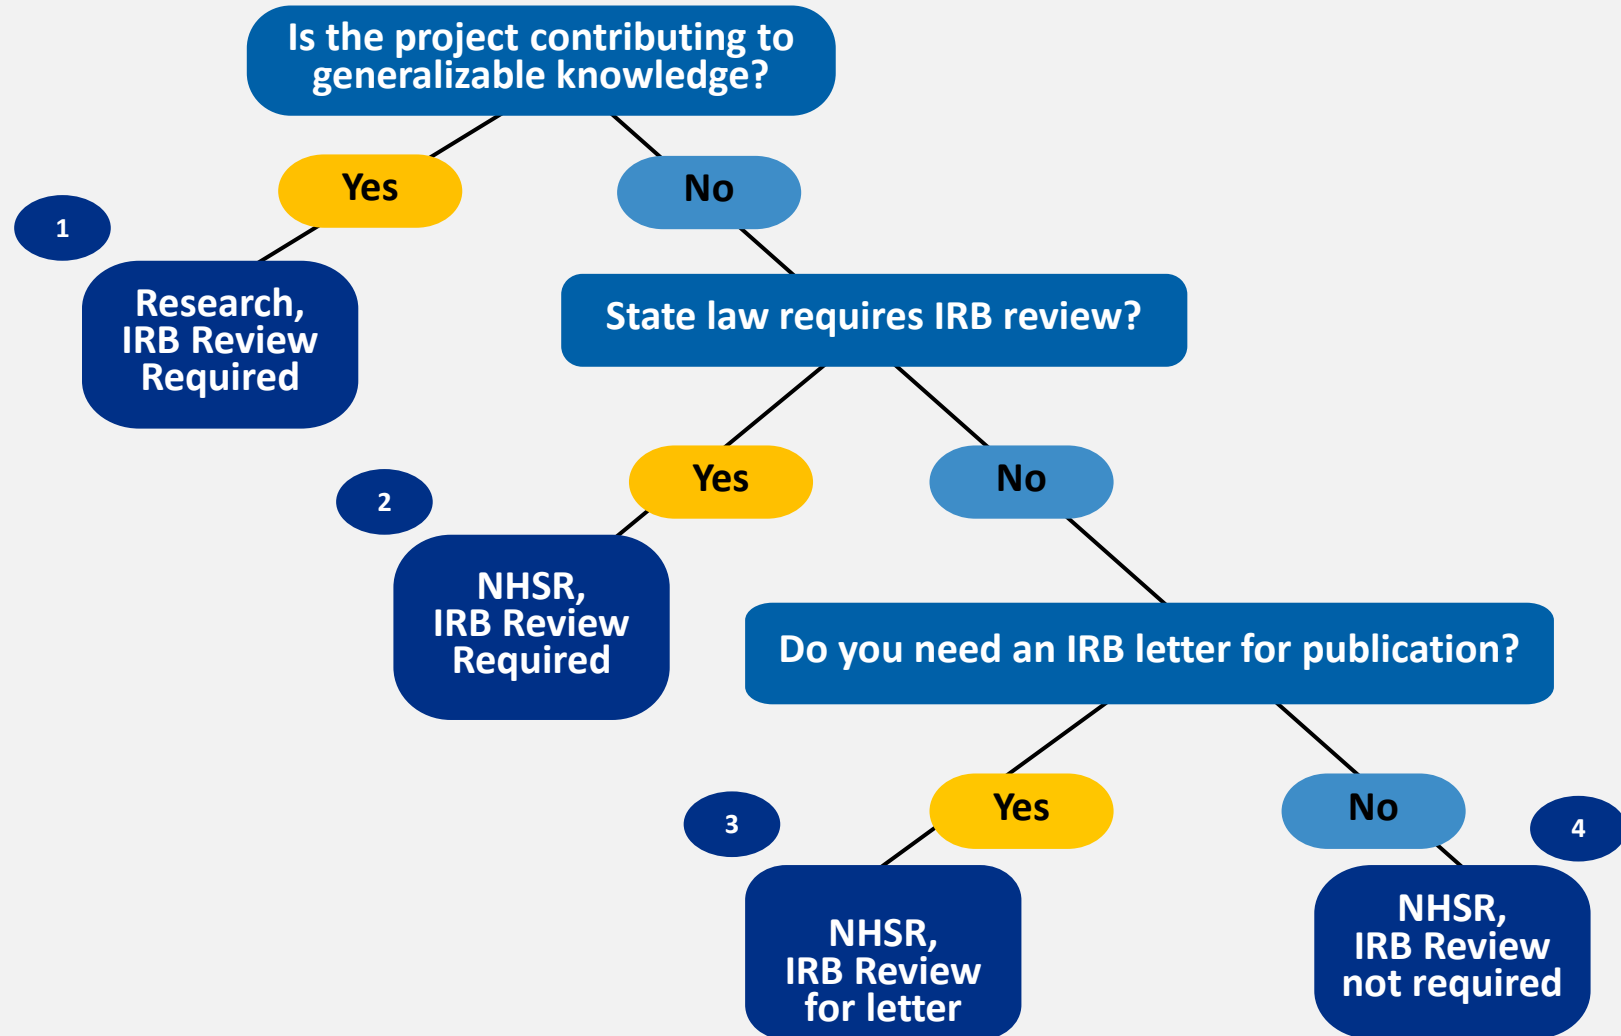 Is the project contributing to
generalizable knowledge?
Yes
No
1
Research,
IRB Review
Required
State law requires IRB review?
Yes
No
2
NHSR,
IRB Review
Required
Do you need an IRB letter for publication?
Yes
No
3
NHSR,
IRB Review
for letter
4
NHSR,
IRB Review
not required